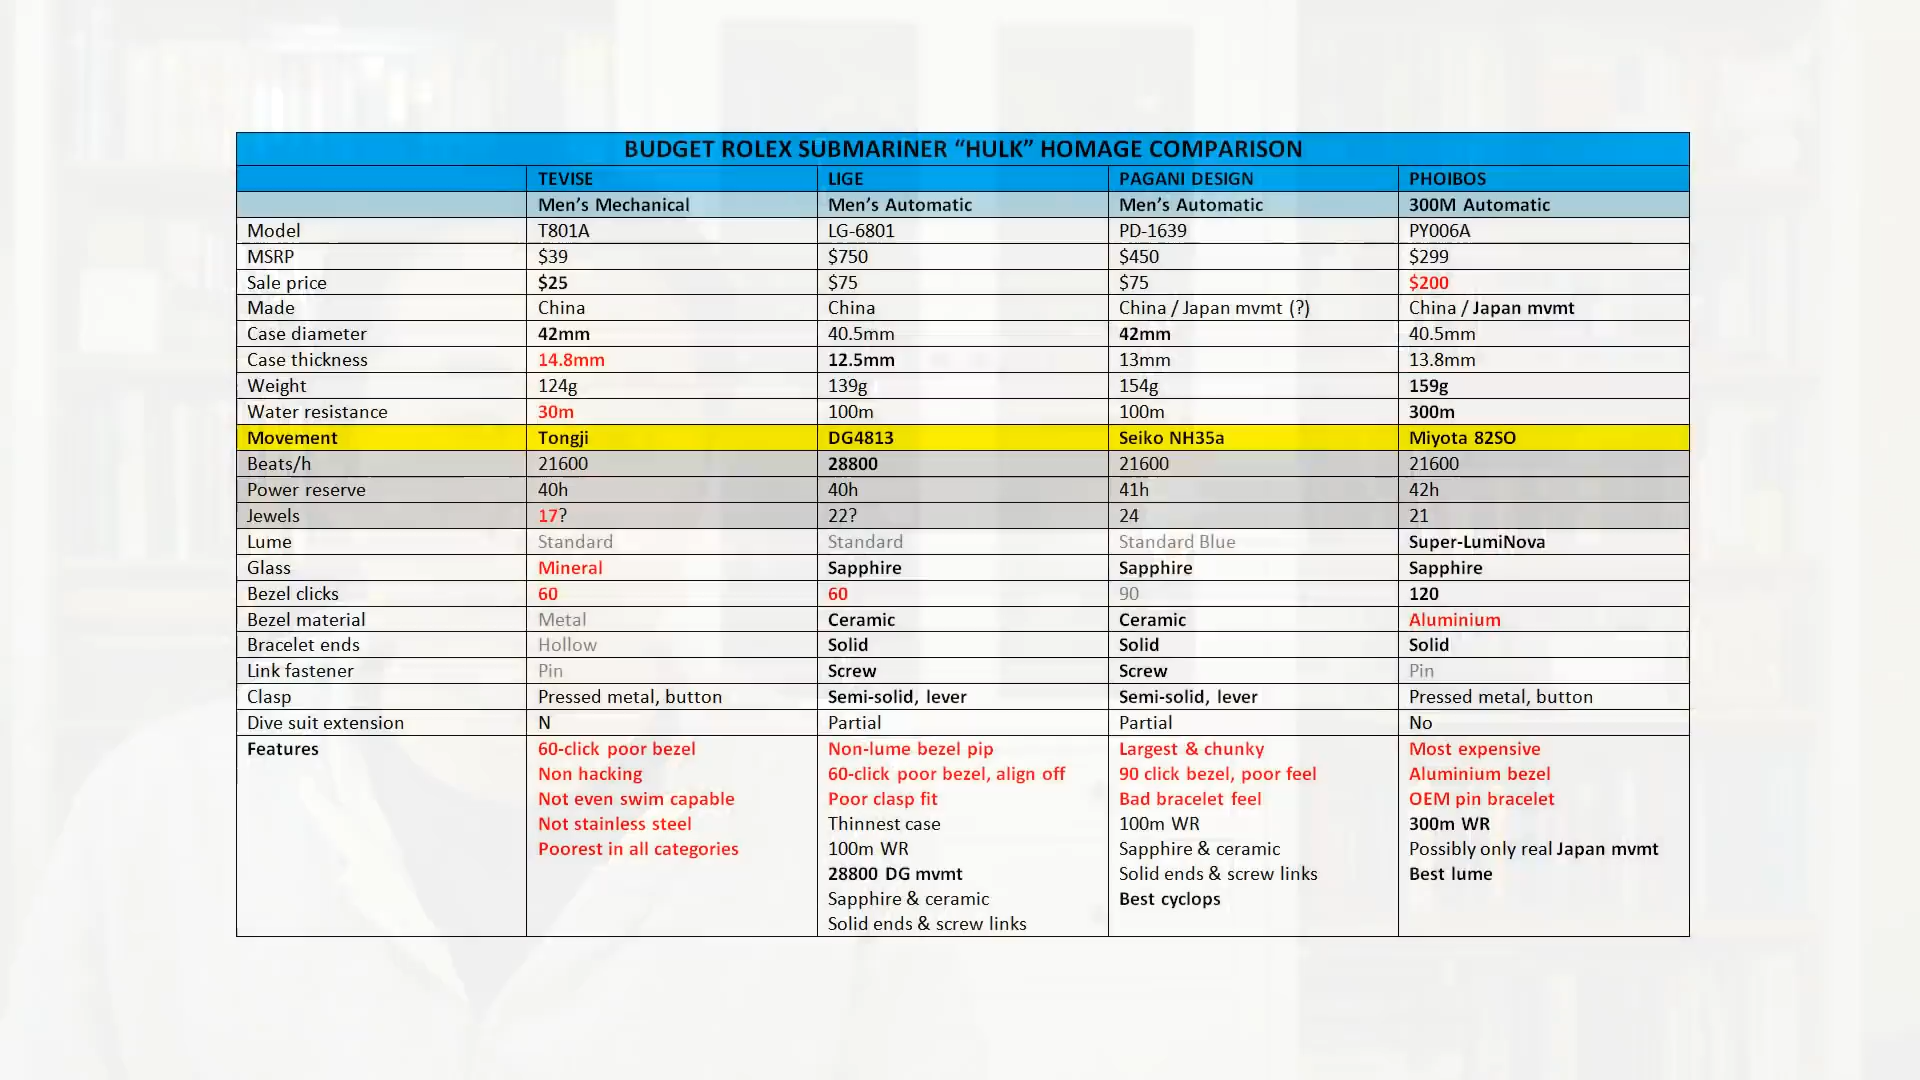 BUDGET ROLEX SUBMARINER “HULK” HOMAGE COMPARISON
TEVISE LIGE PAGANI DESIGN PHOIBOS
Men’s Mechanical Men’s Automatic Men’s Automatic 300M Automatic
Model T801A LG-6801 PD-1639 PY006A
MSRP $39 $750 $450 $299
Sale price $25 $75 $75 $200
Made China China China / Japan mvmt (?) China / Japan mvmt
Case diameter 42mm 40.5mm 42mm 40.5mm
Case thickness 14.8mm 12.5mm 13mm 13.8mm
Weight 124g 139g 154g 159g
Water resistance 30m 100m 100m 300m
Movement Tongji DG4813 Seiko NH35a Miyota 82SO
Beats/h 21600 28800 21600 21600
Power reserve 40h 40h 41h 42h
Jewels 17? 22? 24 21
Lume Standard Standard Standard Blue Super-LumiNova
Glass Mineral Sapphire Sapphire Sapphire
Bezel clicks 60 60 90 120
Bezel material Metal Ceramic Ceramic Aluminium
Bracelet ends Hollow Solid Solid Solid
Link fastener Pin Screw Screw Pin
Clasp Pressed metal, button Semi-solid, lever Semi-solid, lever Pressed metal, button
Dive suit extension N Partial Partial No
Features 60-click poor bezel Non-lume bezel pip Largest & chunky Most expensive
Non hacking 60-click poor bezel, align off 90 click bezel, poor feel Aluminium bezel
Not even swim capable Poor clasp fit Bad bracelet feel OEM pin bracelet
Not stainless steel Thinnest case 100m WR 300m WR
Poorest in all categories 100m WR Sapphire & ceramic Possibly only real Japan mvmt
28800 DG mvmt Solid ends & screw links Best lume
Sapphire & ceramic Best cyclops
Solid ends & screw links